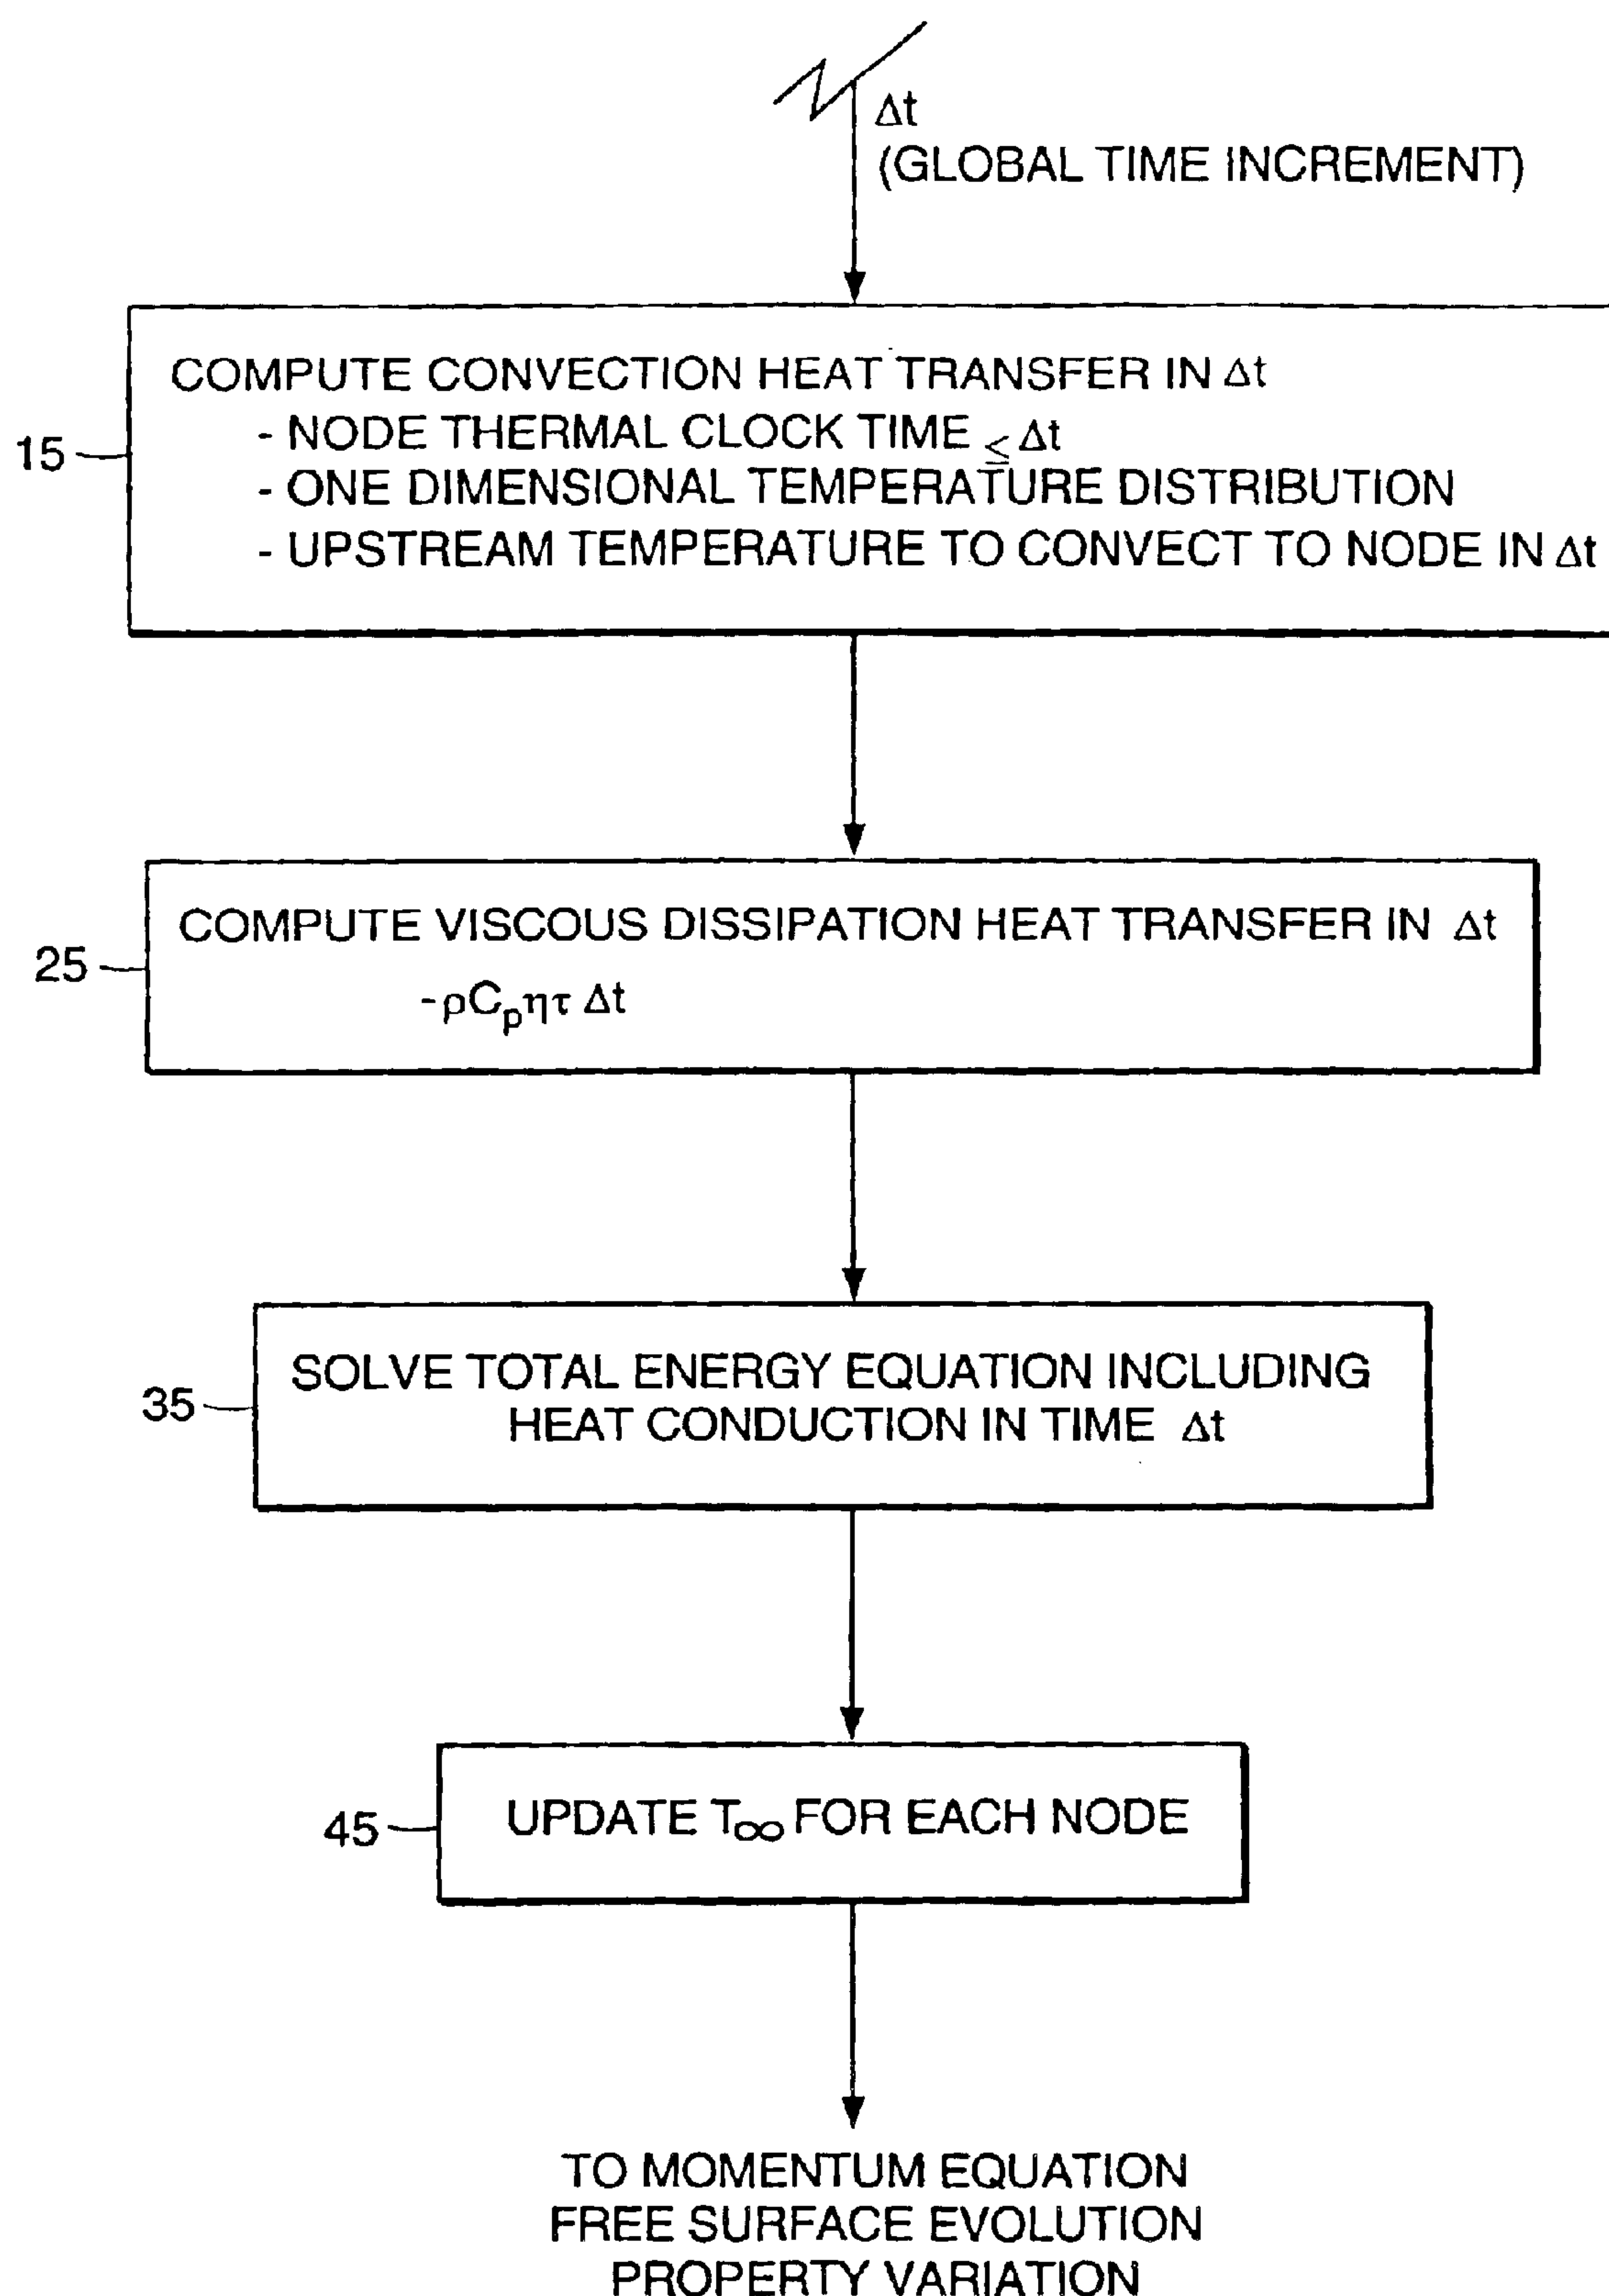 Δt
(GLOBAL TIME INCREMENT)
COMPUTE CONVECTION HEAT TRANSFER IN Δt
- NODE THERMAL CLOCK TIME ≤ Δt
- ONE DIMENSIONAL TEMPERATURE DISTRIBUTION
- UPSTREAM TEMPERATURE TO CONVECT TO NODE IN Δt
15
COMPUTE VISCOUS DISSIPATION HEAT TRANSFER IN Δt
-ρCpητ Δt
25
SOLVE TOTAL ENERGY EQUATION INCLUDING
HEAT CONDUCTION IN TIME Δt
35
UPDATE T∞ FOR EACH NODE
45
TO MOMENTUM EQUATION
FREE SURFACE EVOLUTION
PROPERTY VARIATION